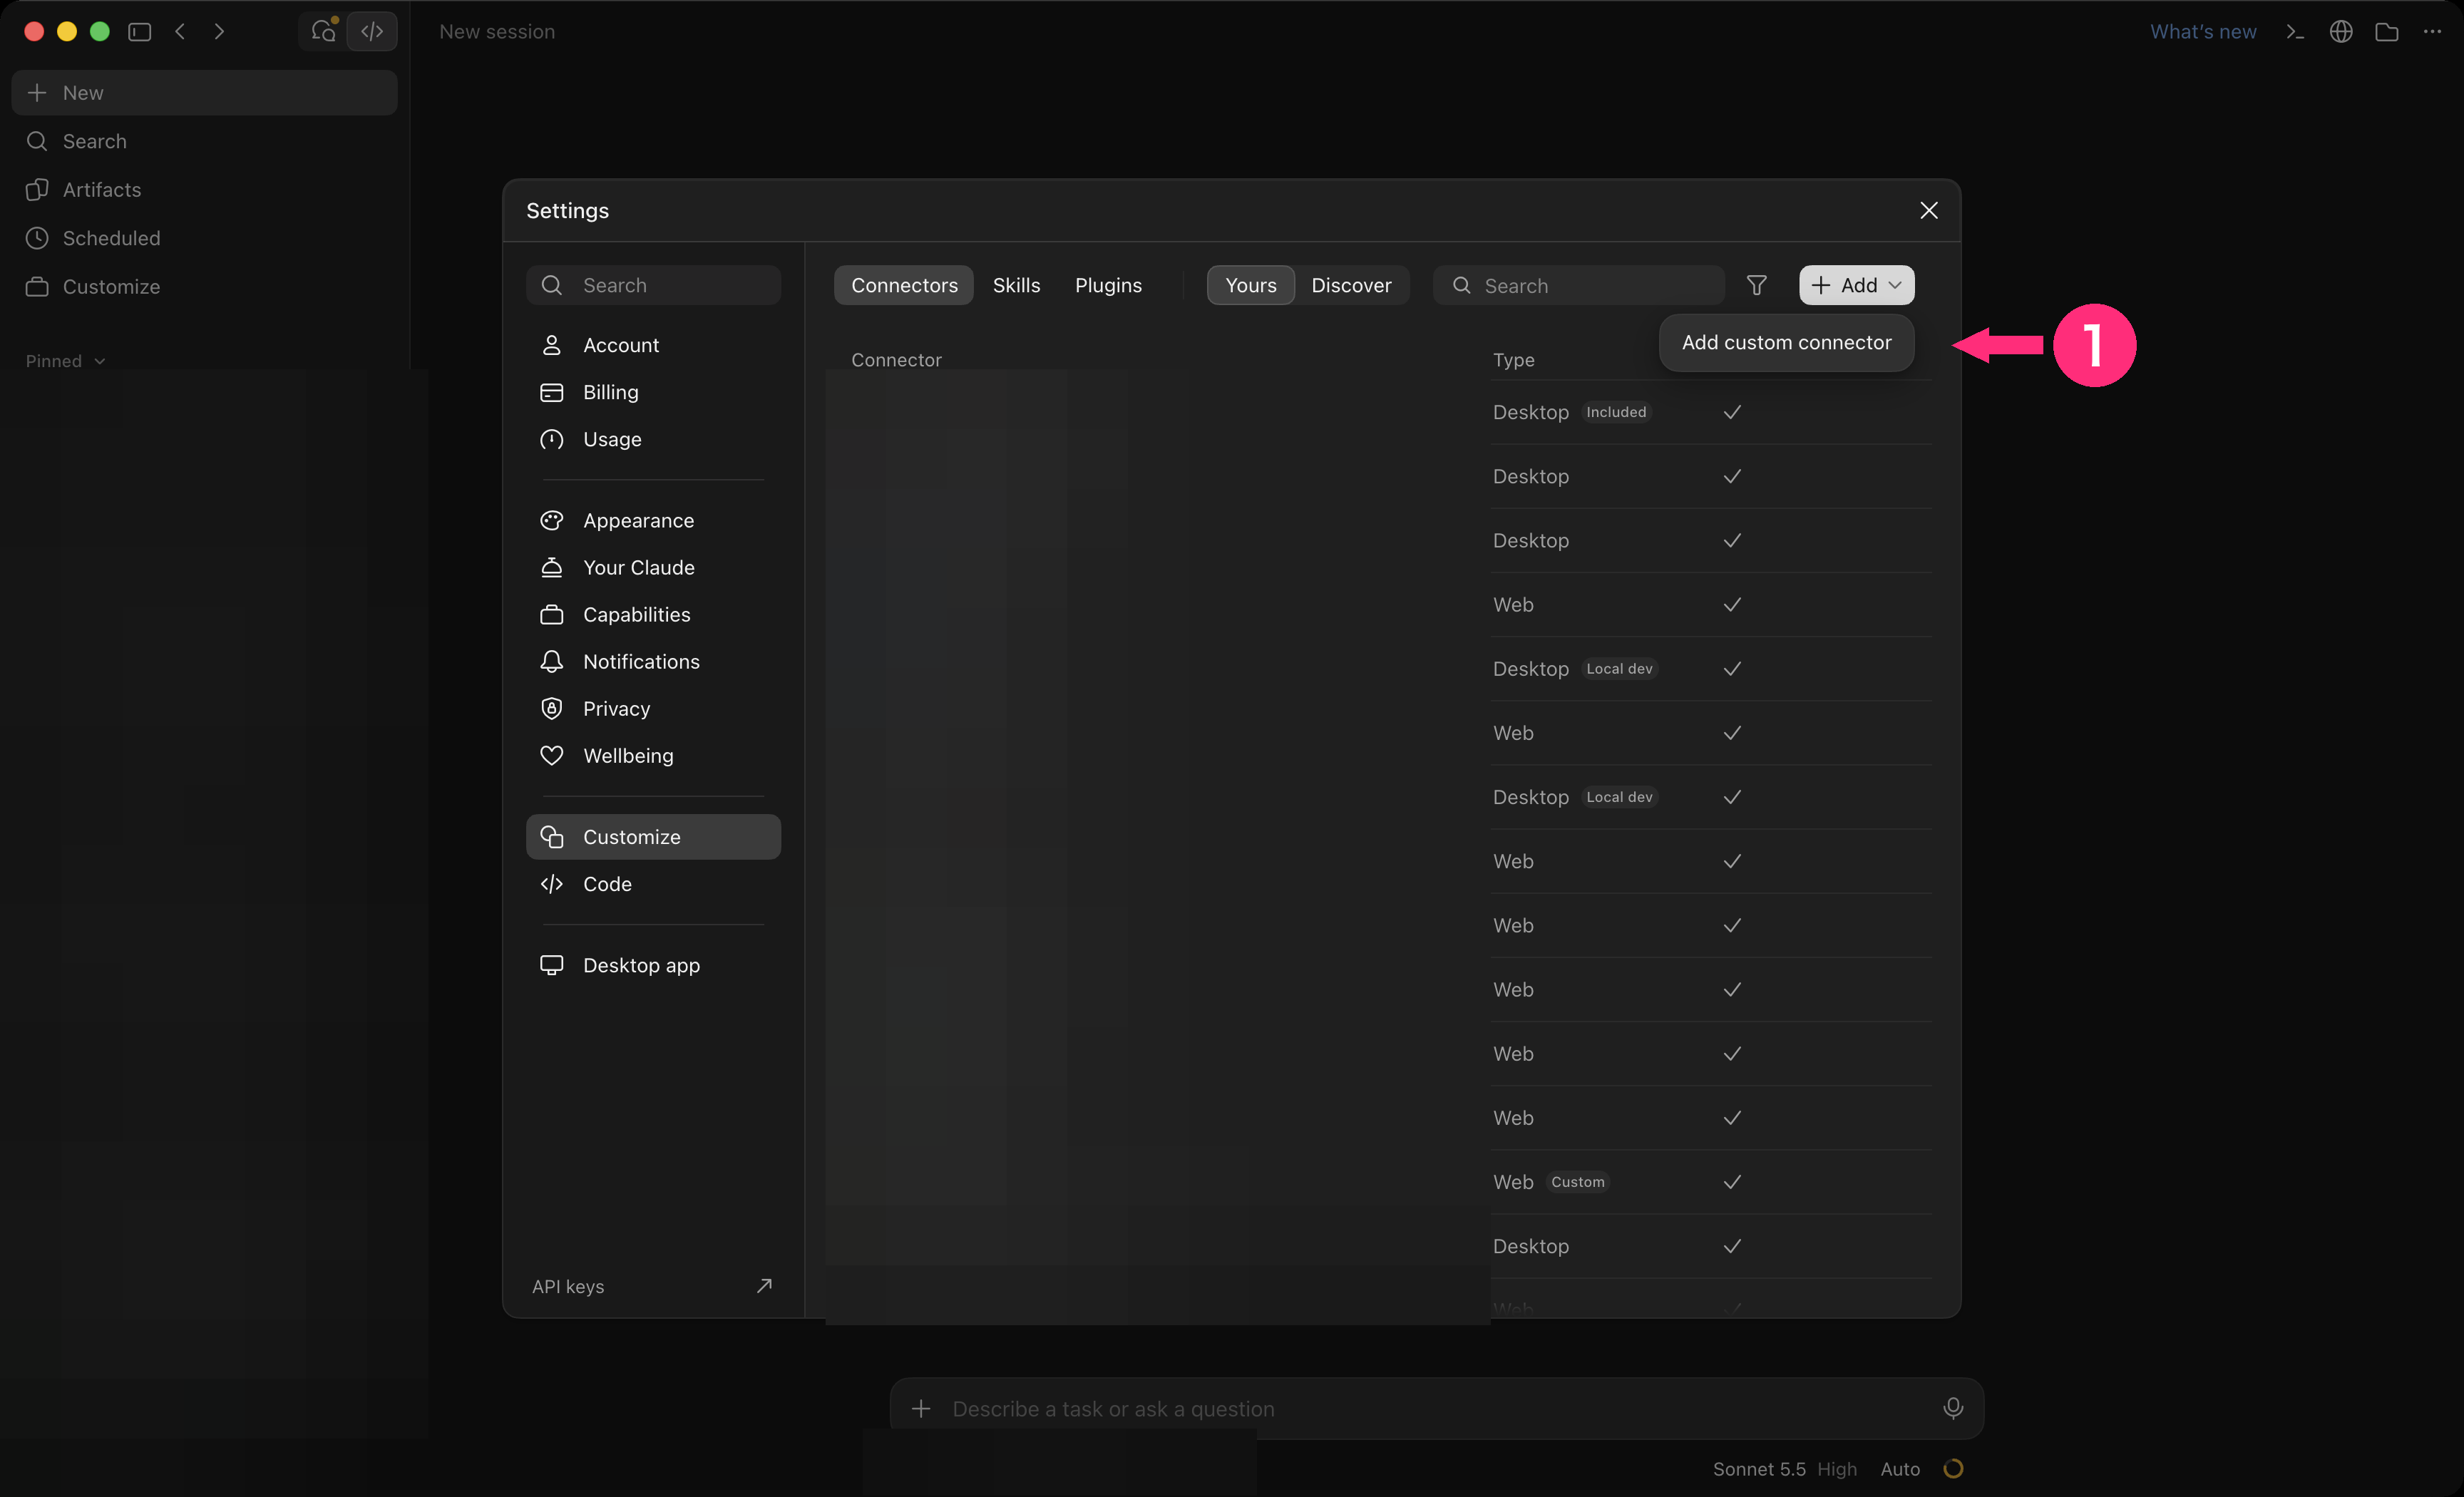 New session
What's new
New
Search
Artifacts
Scheduled
Customize
Pinned
Settings
Search
Account
Billing
Usage
Appearance
Your Claude
Capabilities
Notifications
Privacy
Wellbeing
Customize
Code
Desktop app
API keys
Connectors Skills Plugins Yours Discover Search Add
Add custom connector
1
Connector Type
Desktop Included
Desktop
Desktop
Web
Desktop Local dev
Web
Desktop Local dev
Web
Web
Web
Web
Web
Web Custom
Desktop
Web
Describe a task or ask a question
Sonnet 5.5 High Auto